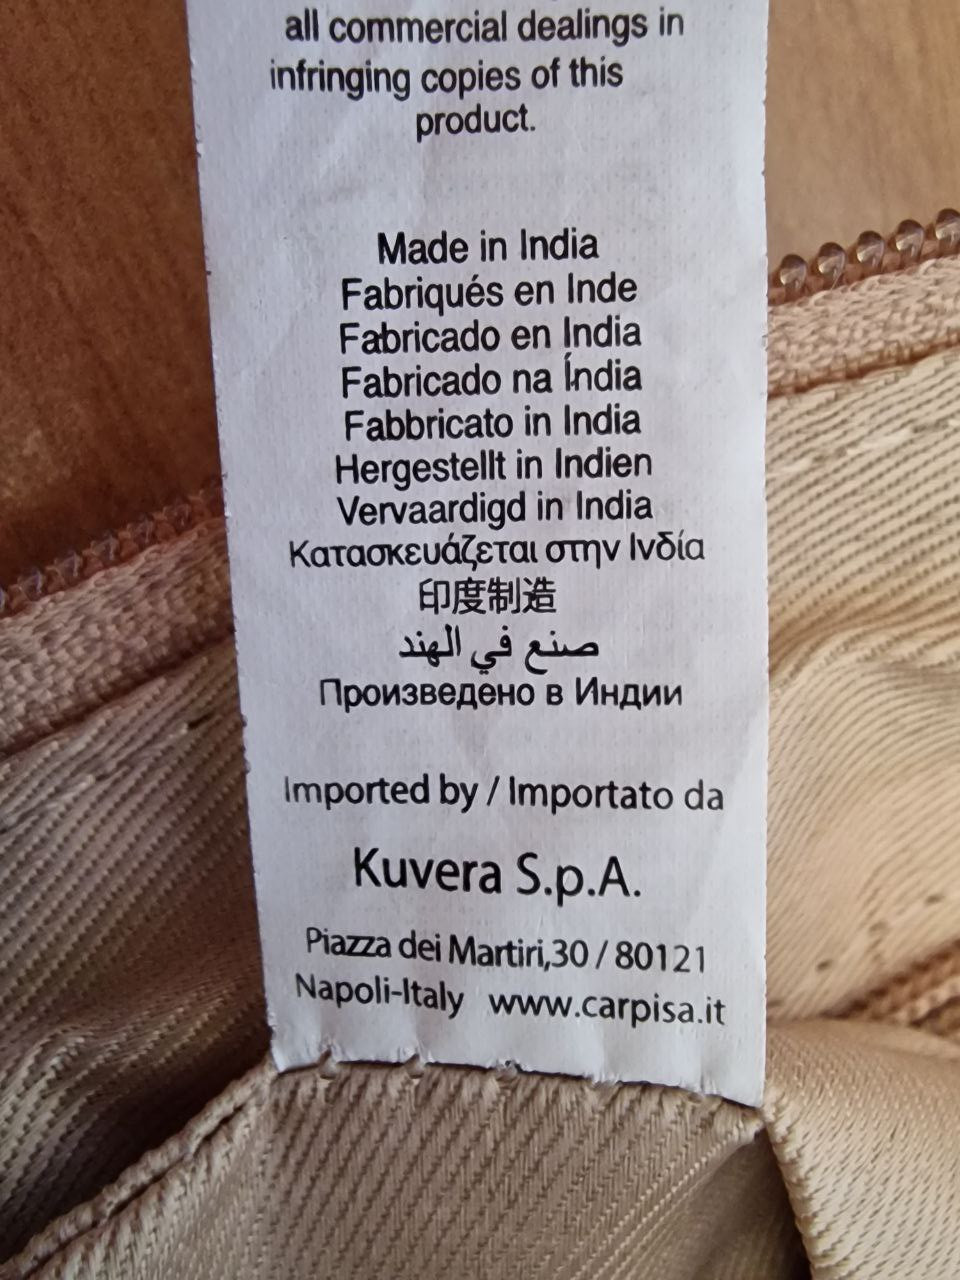 all commercial dealings in
infringing copies of this
product.
Made in India
Fabriqués en Inde
Fabricado en India
Fabricado na Índia
Fabbricato in India
Hergestellt in Indien
Vervaardigd in India
Κατασκευάζεται στην Ινδία
印度制造
صنع في الهند
Произведено в Индии
Imported by / Importato da
Kuvera S.p.A.
Piazza dei Martiri,30 / 80121
Napoli-Italy www.carpisa.it